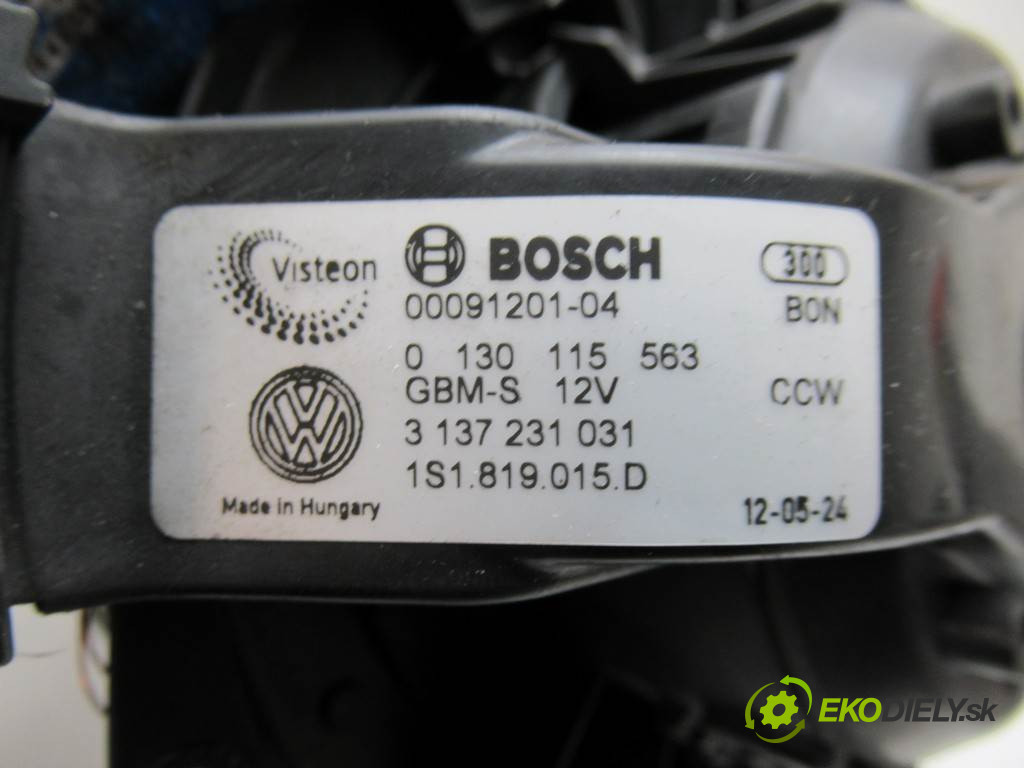 Visteon
BOSCH
300
00091201-04
BON
0 130 115 563
GBM-S 12V
CCW
3 137 231 031
1S1.819.015.D
Made in Hungary
12-05-24
EKODIELY.sk